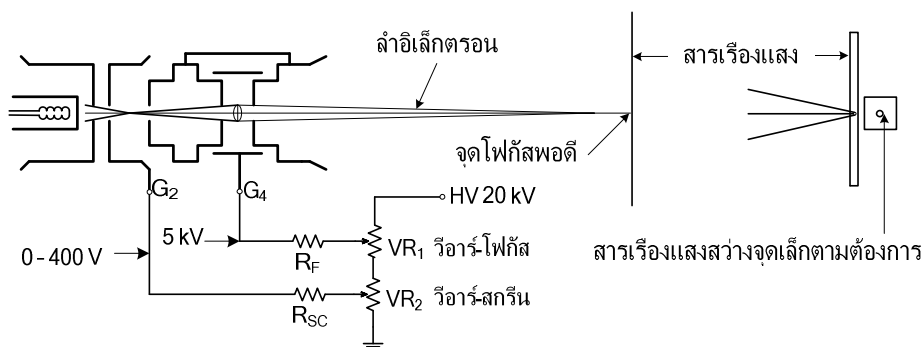 ลำอิเล็กตรอน
สารเรืองแสง
จุดโฟกัสพอดี
G2
G4
HV 20 kV
5 kV
0 - 400 V
RF
VR1 วีอาร์-โฟกัส
สารเรืองแสงสว่างจุดเล็กตามต้องการ
RSC
VR2 วีอาร์-สกรีน